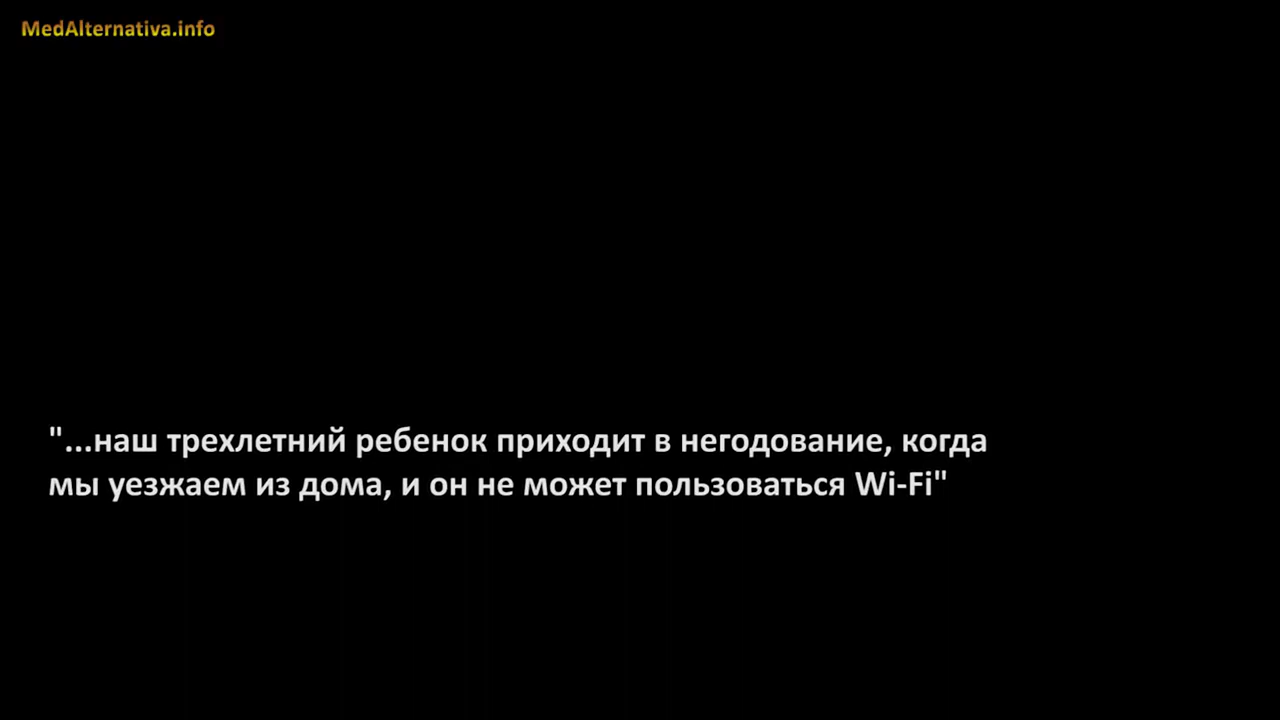 MedAlternativa.info
"...наш трехлетний ребенок приходит в негодование, когда
мы уезжаем из дома, и он не может пользоваться Wi-Fi"